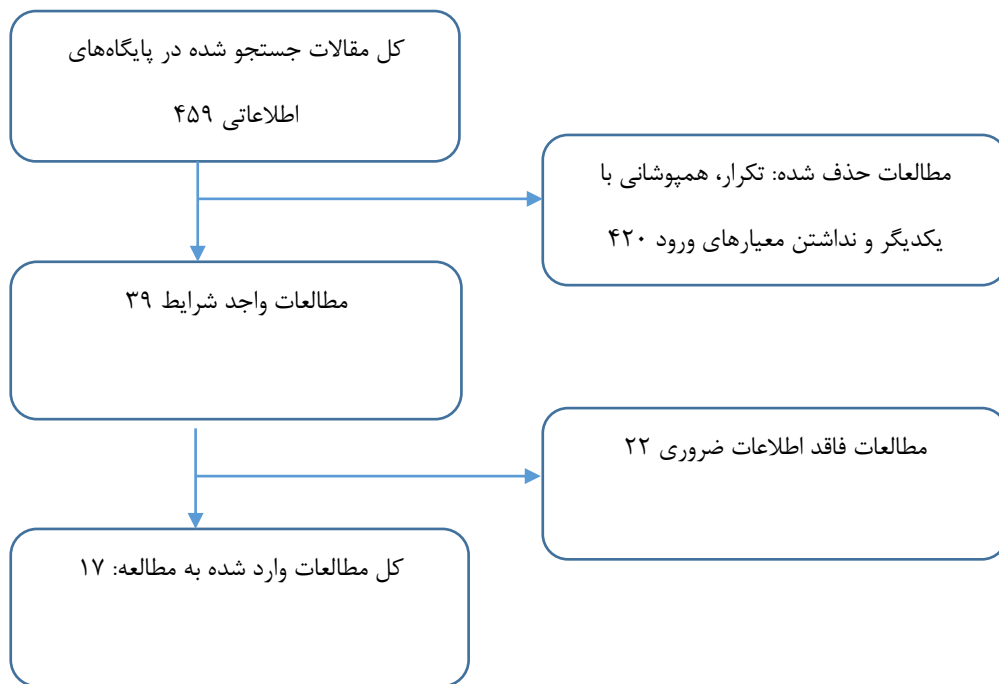 کل مقالات جستجو شده در پایگاه‌های
اطلاعاتی ۴۵۹
مطالعات حذف شده: تکرار، همپوشانی با
یکدیگر و نداشتن معیارهای ورود ۴۲۰
مطالعات واجد شرایط ۳۹
مطالعات فاقد اطلاعات ضروری ۲۲
کل مطالعات وارد شده به مطالعه: ۱۷